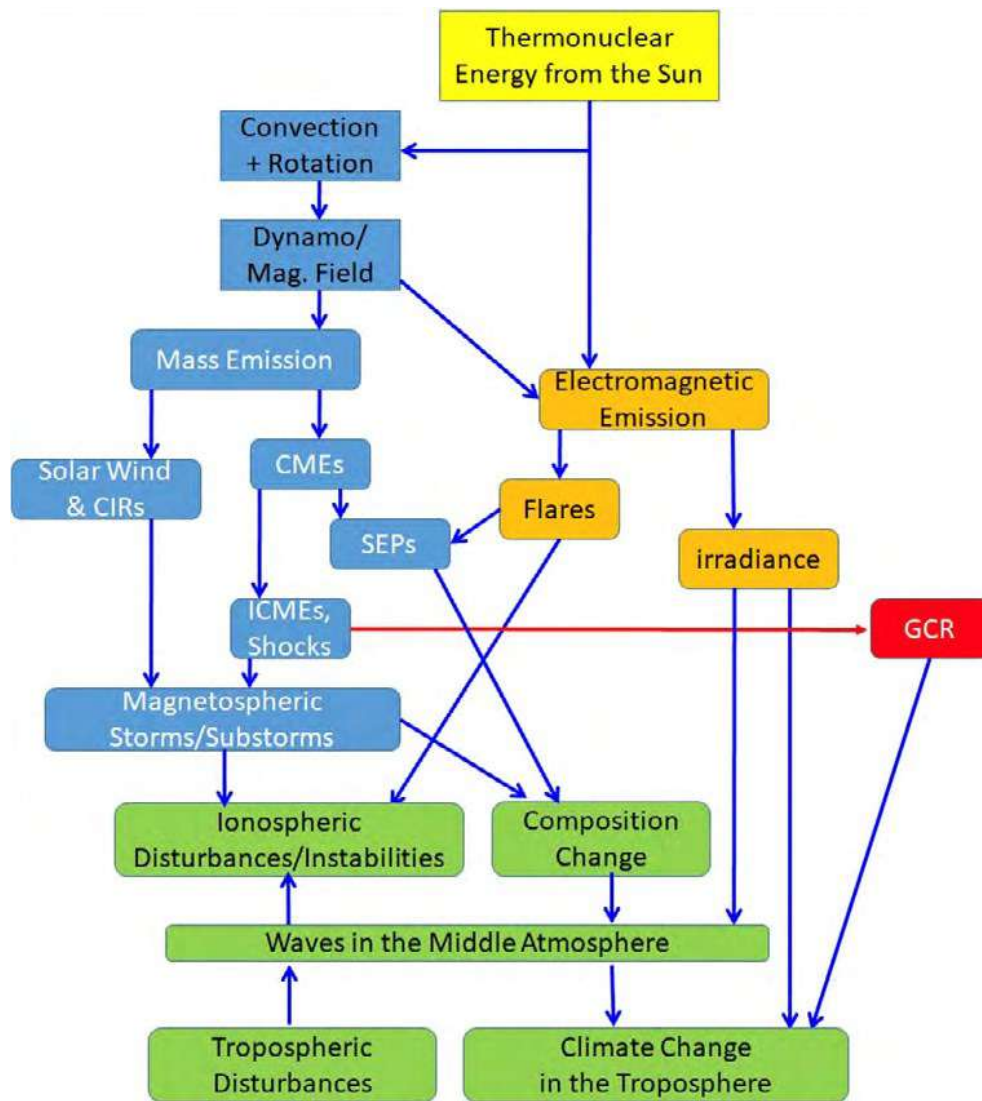 Thermonuclear
Energy from the Sun
Convection
+ Rotation
Dynamo/
Mag. Field
Mass Emission
Electromagnetic
Emission
Solar Wind
& CIRs
CMEs
Flares
SEPs
irradiance
ICMEs,
Shocks
GCR
Magnetospheric
Storms/Substorms
Ionospheric
Disturbances/Instabilities
Composition
Change
Waves in the Middle Atmosphere
Tropospheric
Disturbances
Climate Change
in the Troposphere